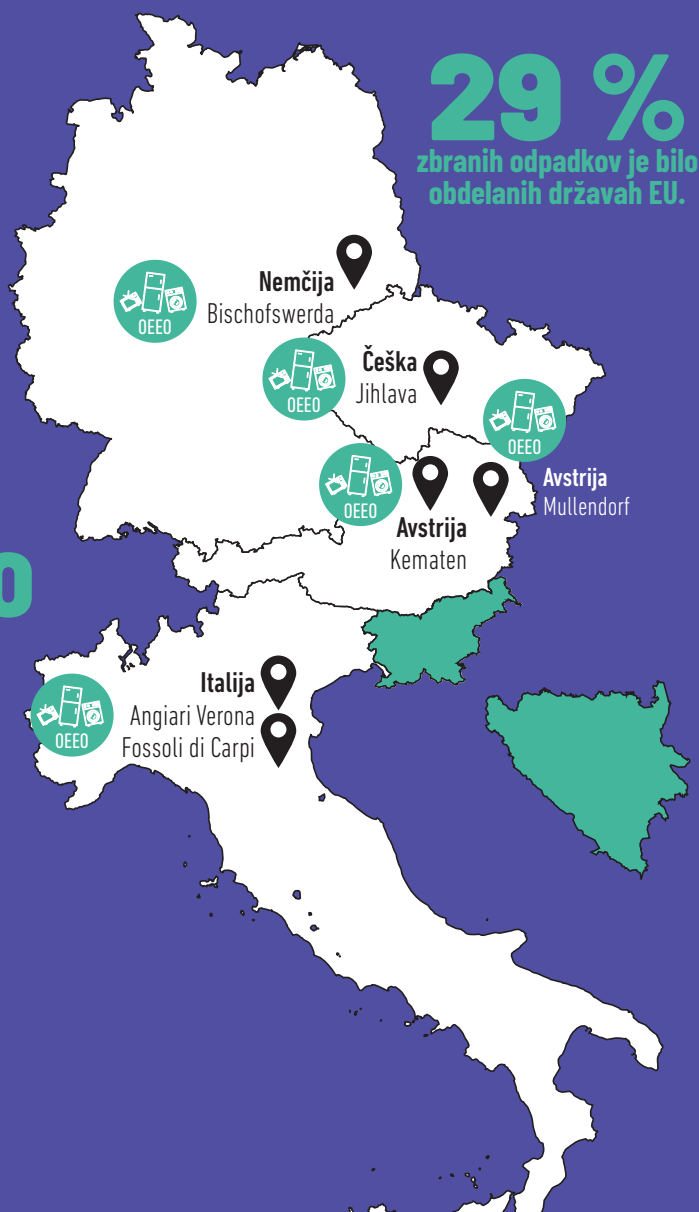 29 %
zbranih odpadkov je bilo
obdelanih državah EU.
Nemčija
Bischofswerda
OEEO
Češka
Jihlava
OEEO
OEEO
Avstrija
Mullendorf
OEEO
Avstrija
Kematen
Italija
Angiari Verona
Fossoli di Carpi
OEEO